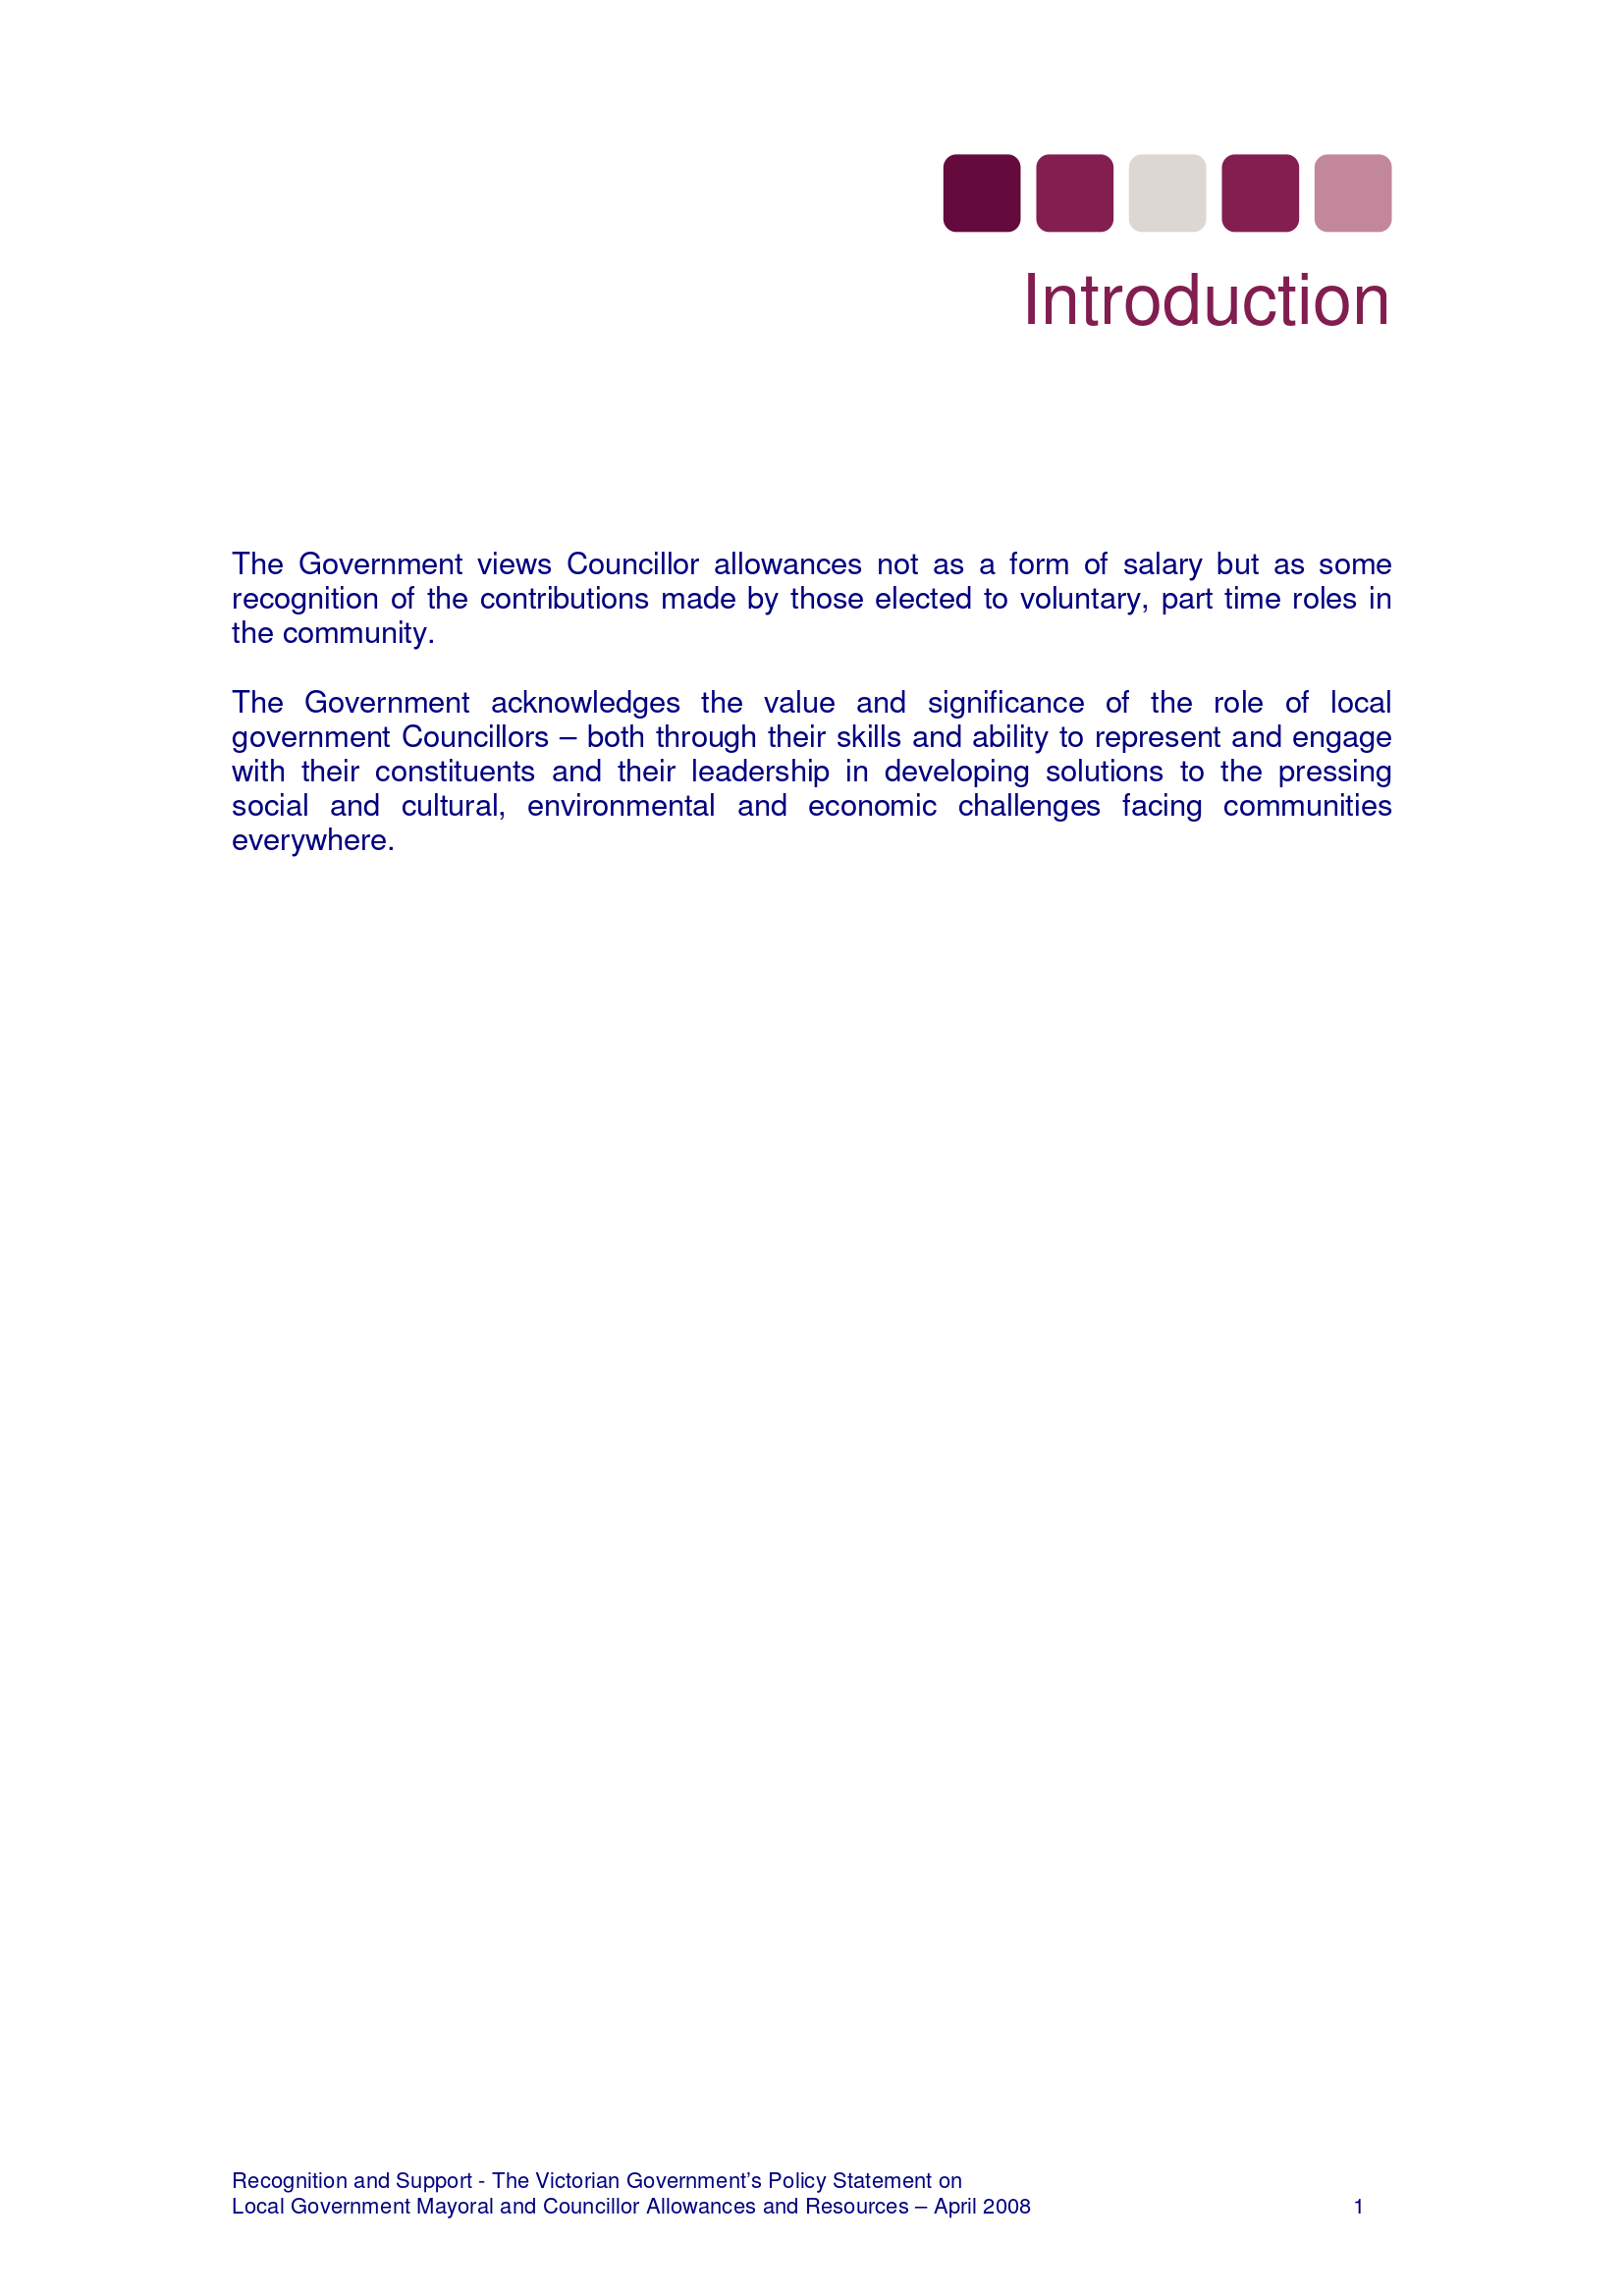 Introduction
The Government views Councillor allowances not as a form of salary but as some
recognition of the contributions made by those elected to voluntary, part time roles in
the community.
The Government acknowledges the value and significance of the role of local
government Councillors – both through their skills and ability to represent and engage
with their constituents and their leadership in developing solutions to the pressing
social and cultural, environmental and economic challenges facing communities
everywhere.
Recognition and Support - The Victorian Government’s Policy Statement on
Local Government Mayoral and Councillor Allowances and Resources – April 2008 1